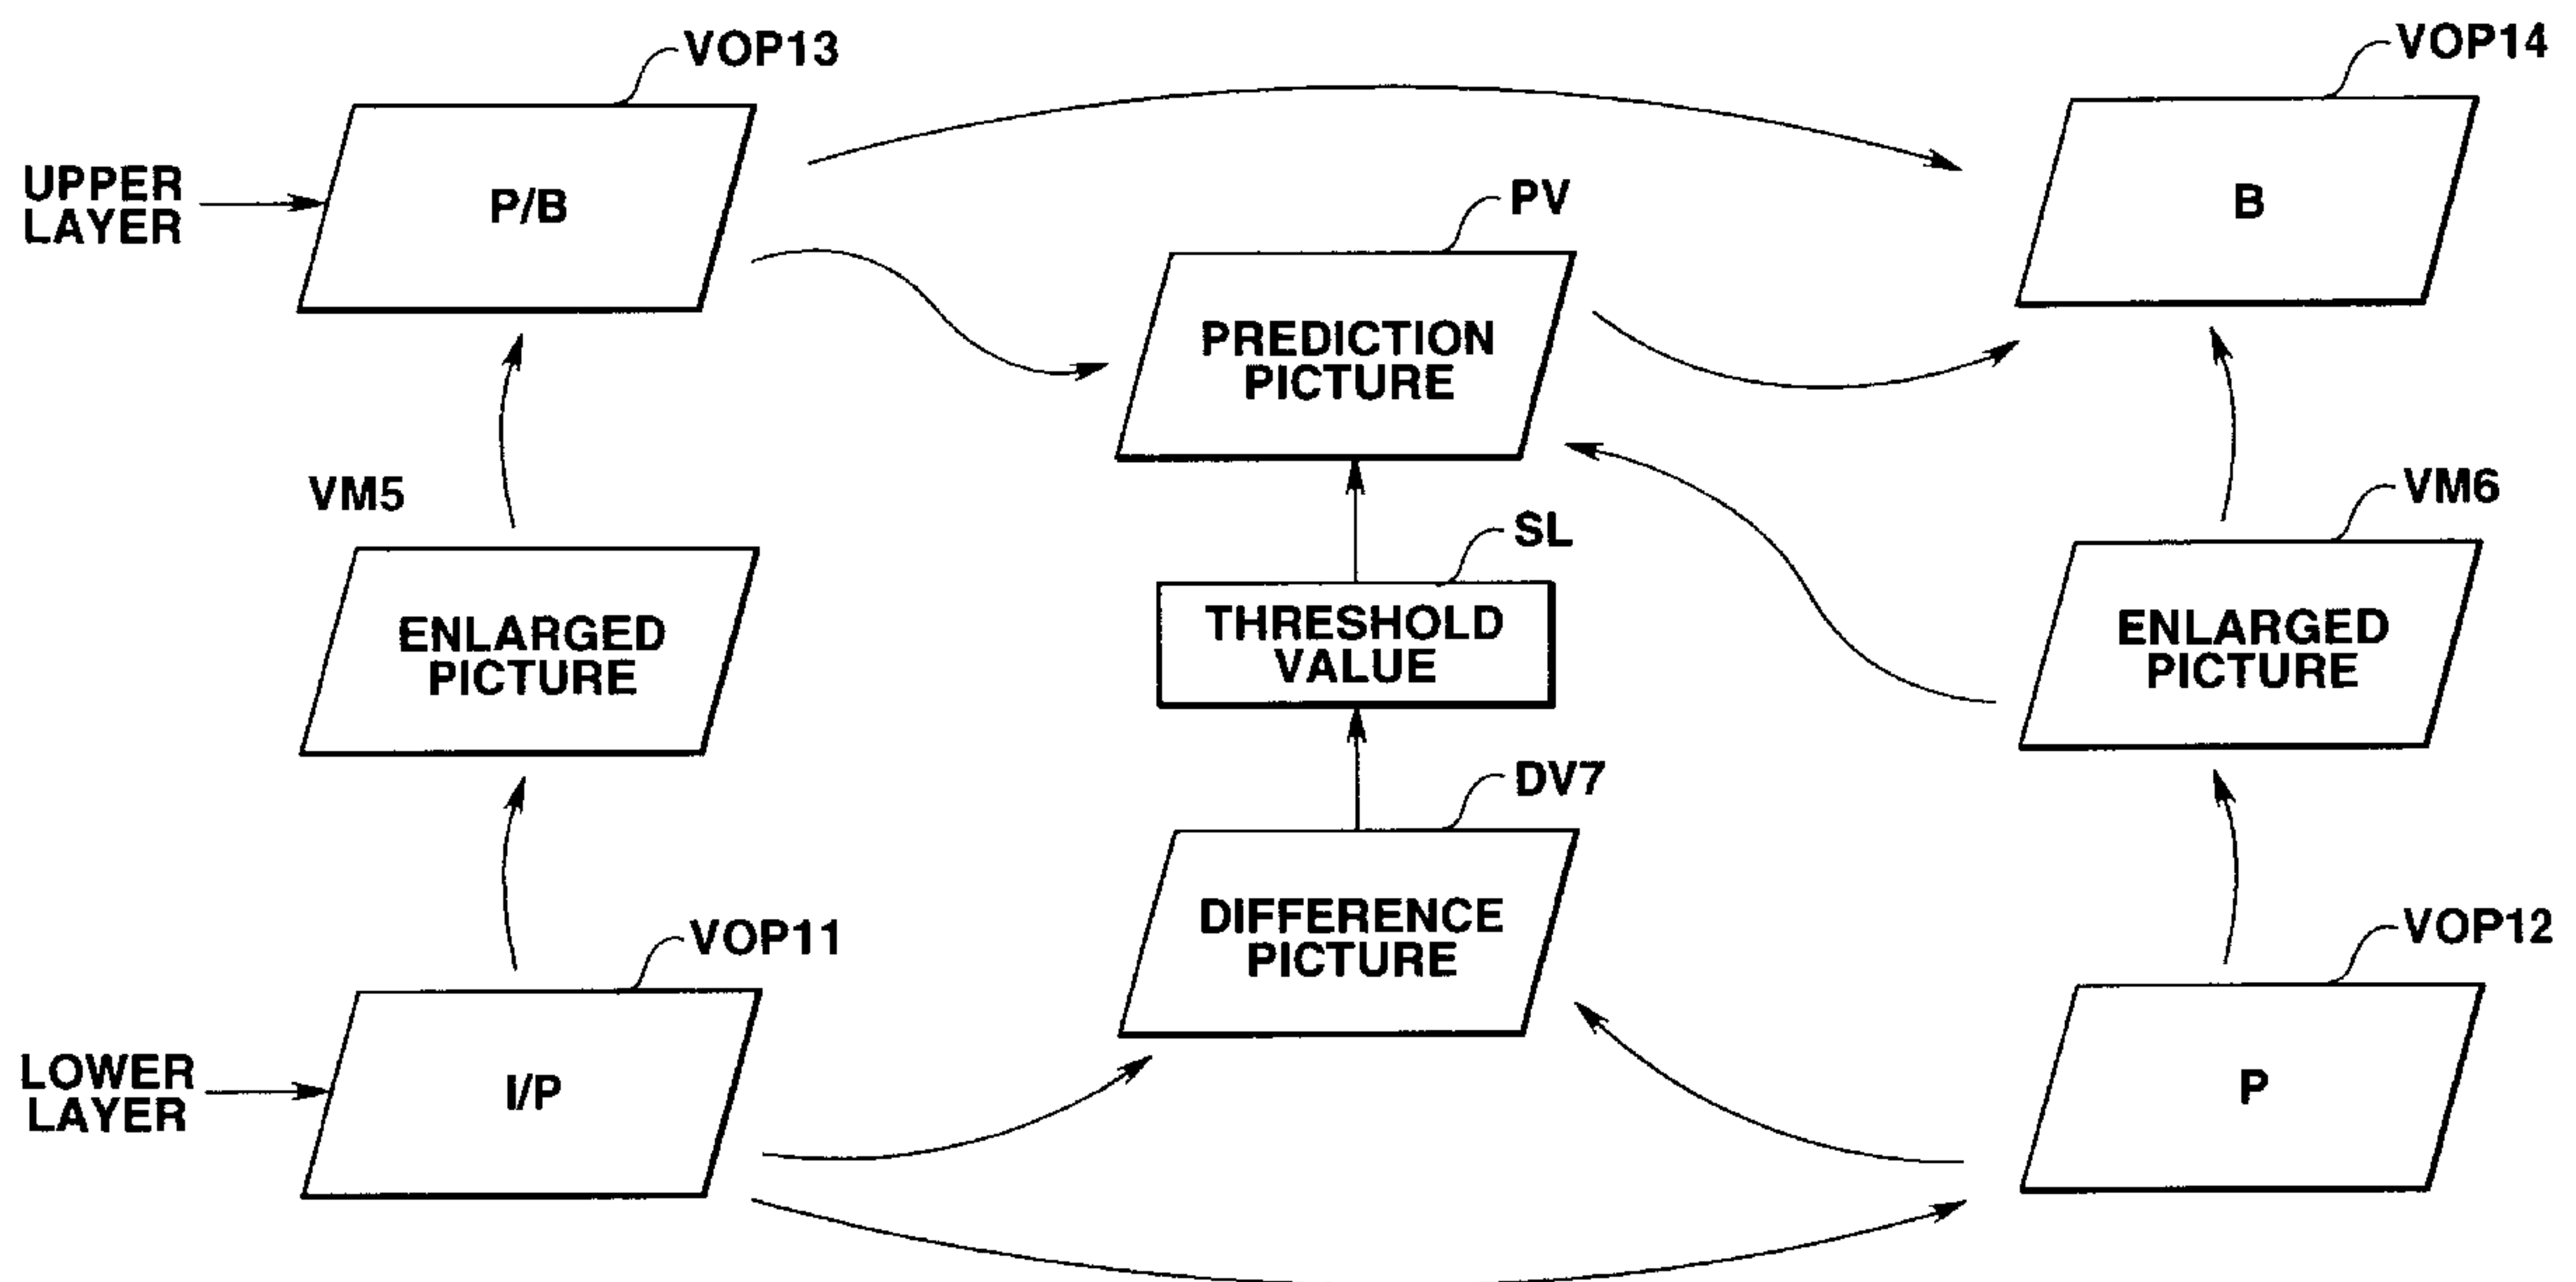 VOP13
VOP14
UPPER
LAYER
P/B
B
PV
PREDICTION
PICTURE
VM5
VM6
SL
THRESHOLD
VALUE
ENLARGED
PICTURE
ENLARGED
PICTURE
DV7
DIFFERENCE
PICTURE
VOP11
VOP12
LOWER
LAYER
I/P
P